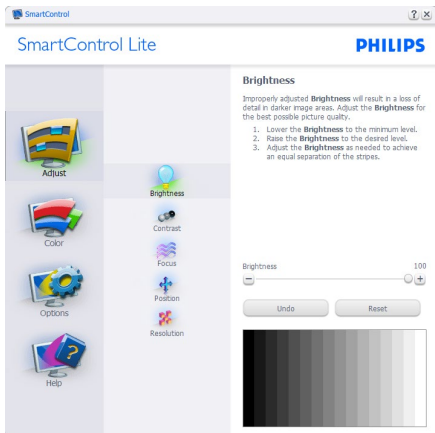 SmartControl
SmartControl Lite
PHILIPS
Adjust
Color
Options
Help
Brightness
Contrast
Focus
Position
Resolution
Brightness
Improperly adjusted Brightness will result in a loss of
detail in darker image areas. Adjust the Brightness for
the best possible picture quality.
1. Lower the Brightness to the minimum level.
2. Raise the Brightness to the desired level.
3. Adjust the Brightness as needed to achieve
an equal separation of the stripes.
Brightness 100
Undo Reset